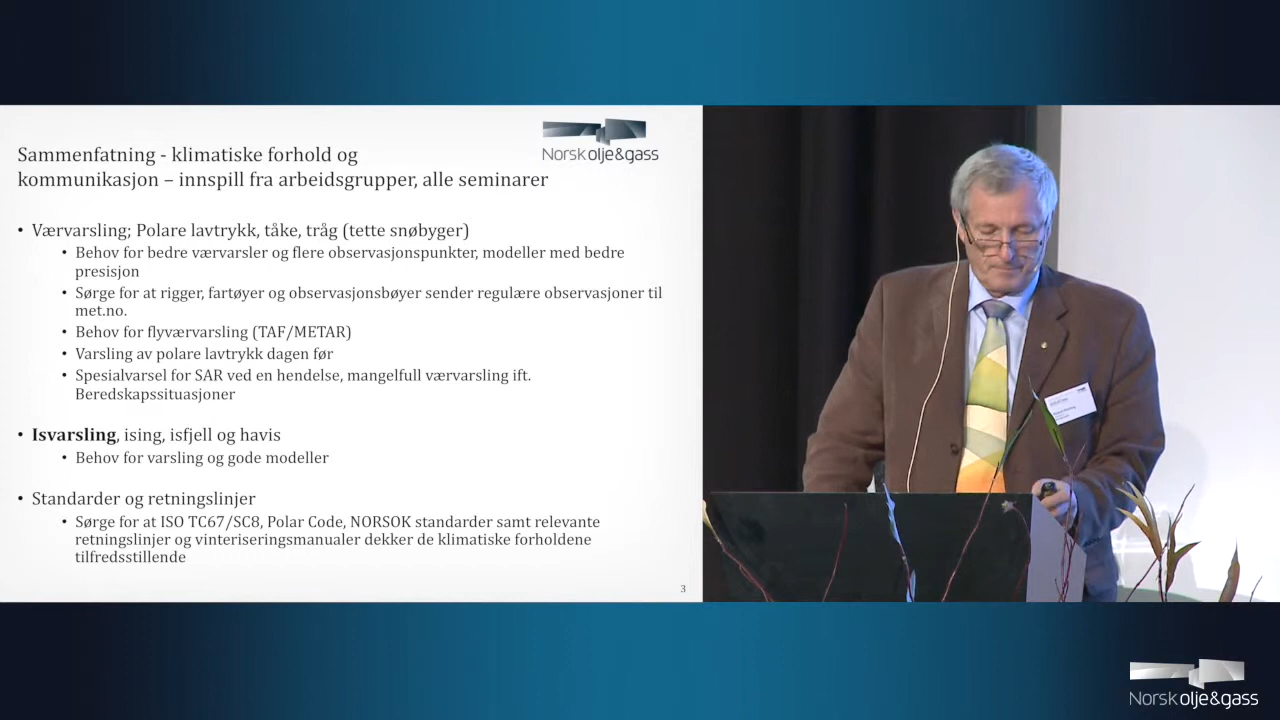 Norsk olje&gass
Sammenfatning - klimatiske forhold og
kommunikasjon – innspill fra arbeidsgrupper, alle seminarer
• Værvarsling; Polare lavtrykk, tåke, tråg (tette snøbyger)
• Behov for bedre værvarsler og flere observasjonspunkter, modeller med bedre
presisjon
• Sørge for at rigger, fartøyer og observasjonsbøyer sender regulære observasjoner til
met.no.
• Behov for flyværvarsling (TAF/METAR)
• Varsling av polare lavtrykk dagen før
• Spesialvarsel for SAR ved en hendelse, mangelfull værvarsling ift.
Beredskapssituasjoner
• Isvarsling, ising, isfjell og havis
• Behov for varsling og gode modeller
• Standarder og retningslinjer
• Sørge for at ISO TC67/SC8, Polar Code, NORSOK standarder samt relevante
retningslinjer og vinteriseringsmanualer dekker de klimatiske forholdene
tilfredsstillende
3
Norsk olje&gass